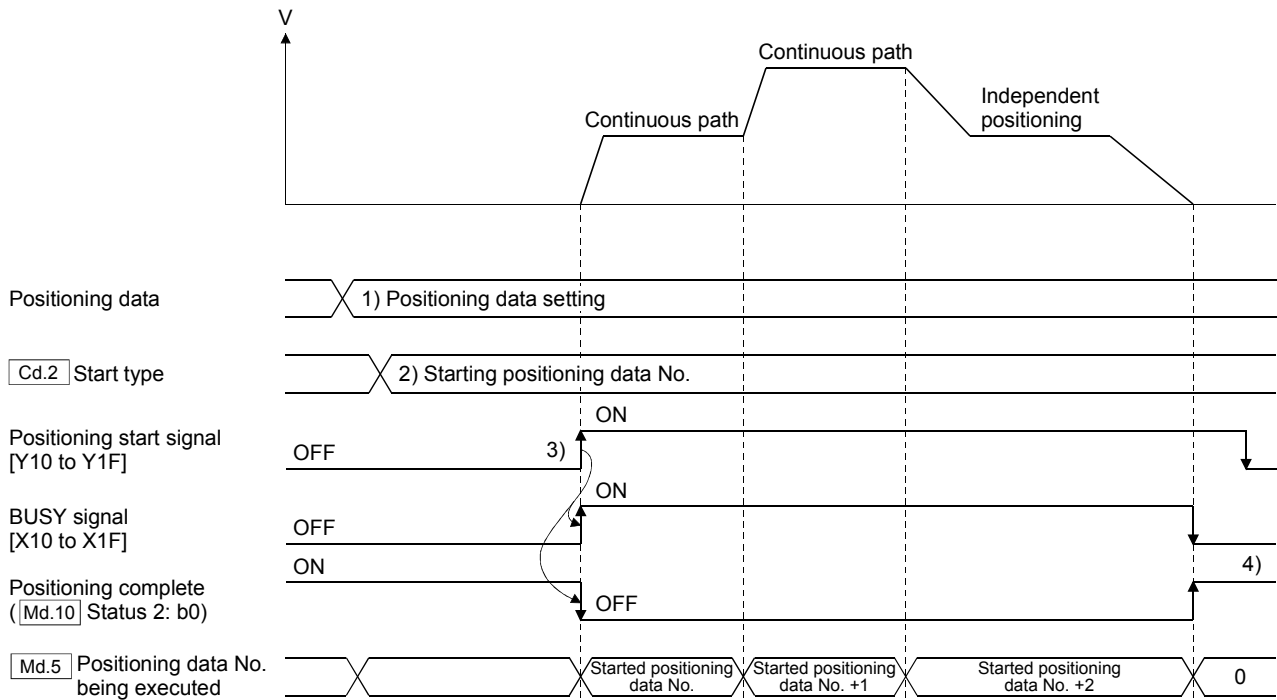 V
Continuous path
Continuous path
Independent
positioning
Positioning data
1) Positioning data setting
Cd.2 Start type
2) Starting positioning data No.
Positioning start signal
[Y10 to Y1F]
OFF
3)
ON
BUSY signal
[X10 to X1F]
OFF
ON
Positioning complete
( Md.10 Status 2: b0)
ON
OFF
4)
Md.5 Positioning data No.
being executed
Started positioning
data No.
Started positioning
data No. +1
Started positioning
data No. +2
0